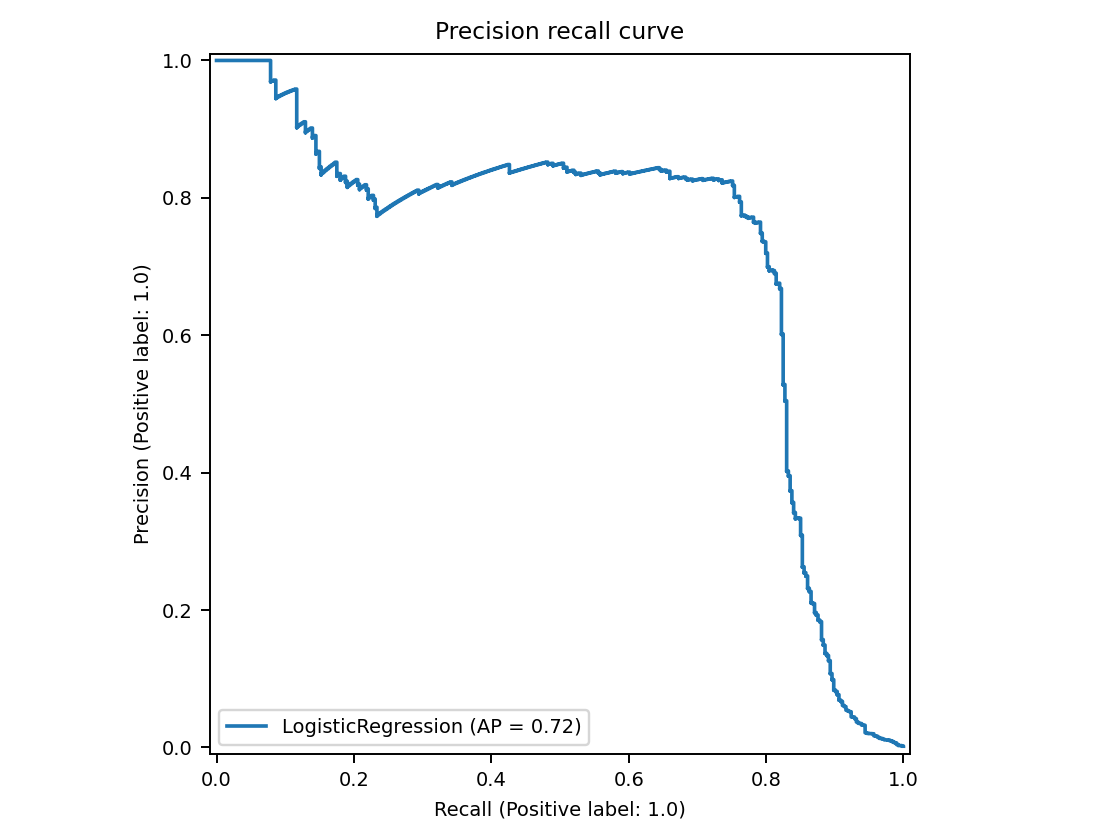 Precision recall curve
1.0
0.8
0.6
0.4
0.2
0.0
Precision (Positive label: 1.0)
LogisticRegression (AP = 0.72)
0.0 0.2 0.4 0.6 0.8 1.0
Recall (Positive label: 1.0)